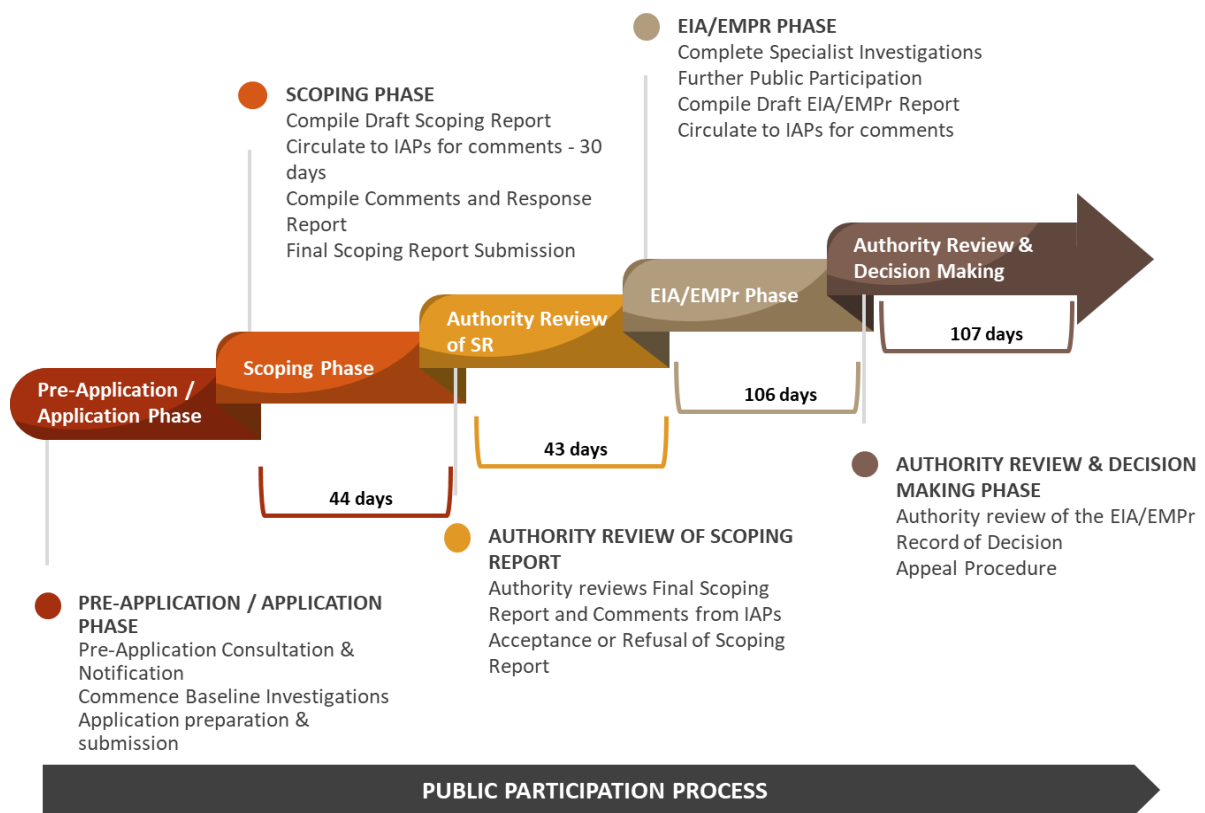 EIA/EMPR PHASE
Complete Specialist Investigations
Further Public Participation
Compile Draft EIA/EMPr Report
Circulate to IAPs for comments
SCOPING PHASE
Compile Draft Scoping Report
Circulate to IAPs for comments - 30
days
Compile Comments and Response
Report
Final Scoping Report Submission
Pre-Application /
Application Phase
Scoping Phase
Authority Review
of SR
EIA/EMPr Phase
Authority Review &
Decision Making
44 days
43 days
106 days
107 days
PRE-APPLICATION / APPLICATION
PHASE
Pre-Application Consultation &
Notification
Commence Baseline Investigations
Application preparation &
submission
AUTHORITY REVIEW OF SCOPING
REPORT
Authority reviews Final Scoping
Report and Comments from IAPs
Acceptance or Refusal of Scoping
Report
AUTHORITY REVIEW & DECISION
MAKING PHASE
Authority review of the EIA/EMPr
Record of Decision
Appeal Procedure
PUBLIC PARTICIPATION PROCESS